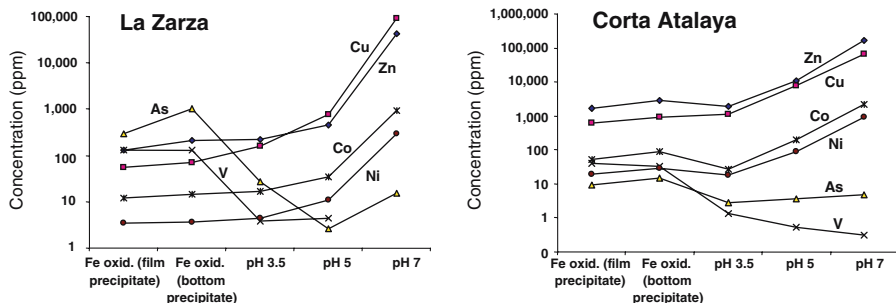 La Zarza
Concentration (ppm)
100,000
10,000
1,000
100
10
1
As
V
Cu
Zn
Co
Ni
Fe oxid. (film
precipitate)
Fe oxid.
(bottom
precipitate)
pH 3.5
pH 5
pH 7
Corta Atalaya
Concentration (ppm)
1,000,000
100,000
10,000
1,000
100
10
1
0
Zn
Cu
Co
Ni
As
V
Fe oxid. (film
precipitate)
Fe oxid.
(bottom
precipitate)
pH 3.5
pH 5
pH 7